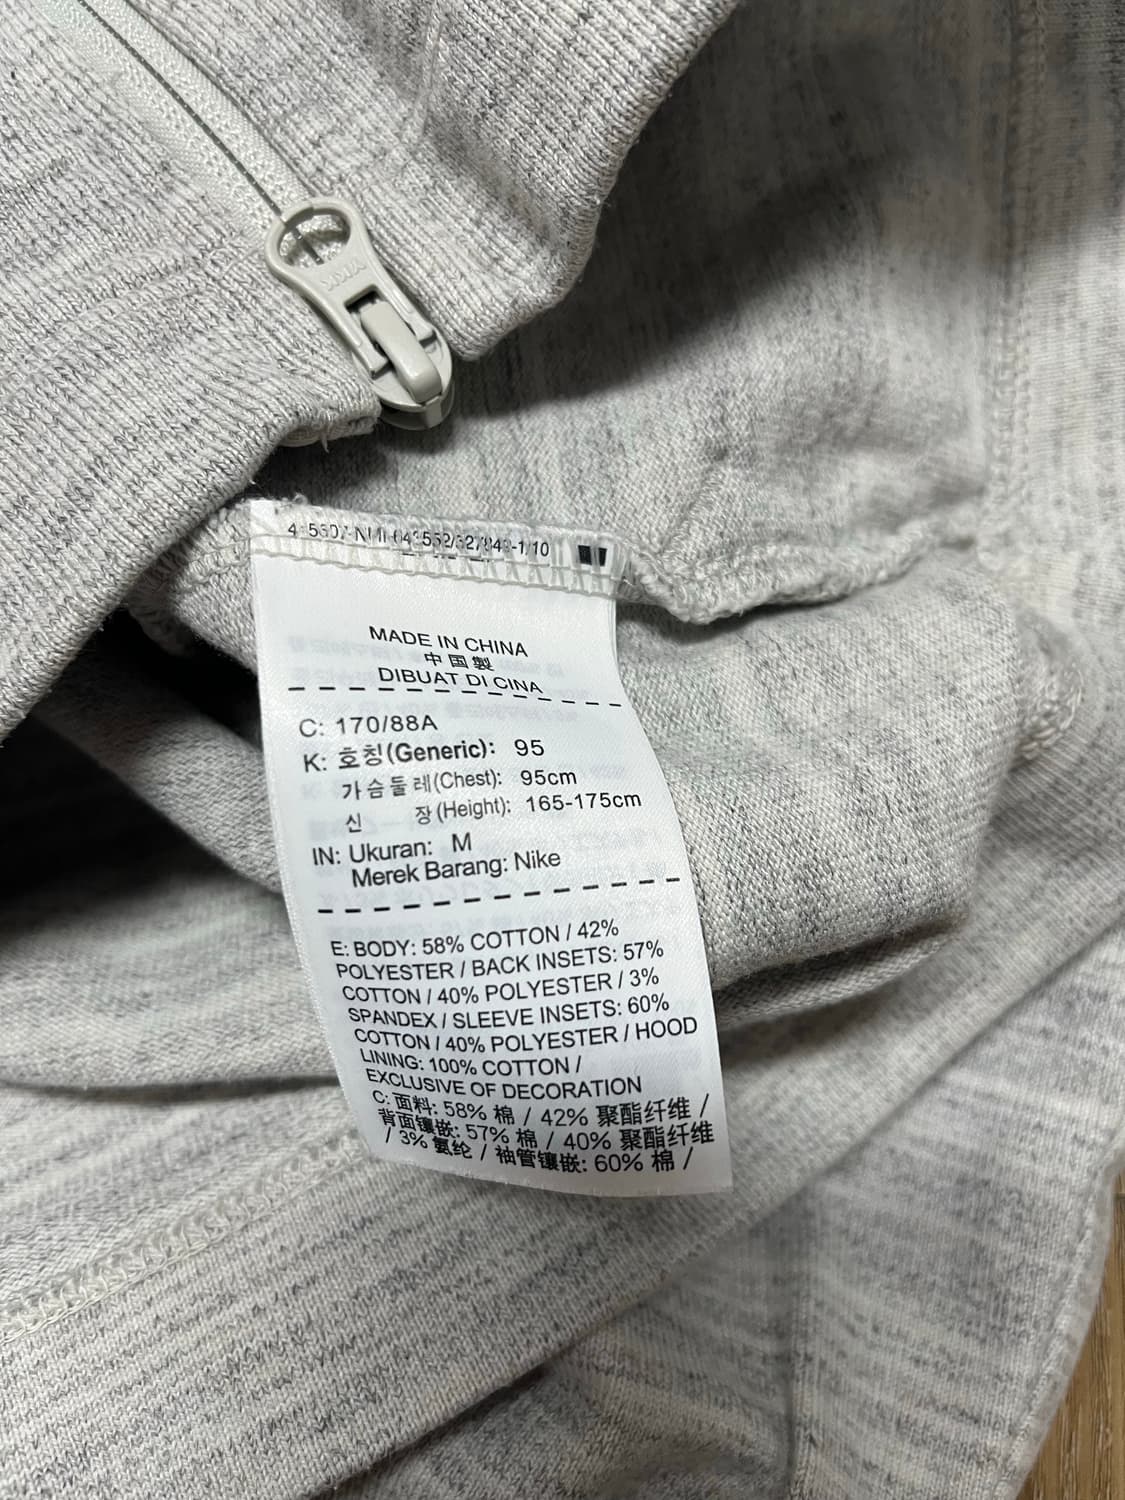 MADE IN CHINA
中国製
DIBUAT DI CINA
C: 170/88A
K: 호칭(Generic): 95
가슴둘레(Chest): 95cm
신 장(Height): 165-175cm
IN: Ukuran: M
Merek Barang: Nike
E: BODY: 58% COTTON / 42%
POLYESTER / BACK INSETS: 57%
COTTON / 40% POLYESTER / 3%
SPANDEX / SLEEVE INSETS: 60%
COTTON / 40% POLYESTER / HOOD
LINING: 100% COTTON /
EXCLUSIVE OF DECORATION
C: 面料: 58% 棉 / 42% 聚酯纤维 /
背面镶嵌: 57% 棉 / 40% 聚酯纤维
/ 3% 氨纶 / 袖管镶嵌: 60% 棉 /